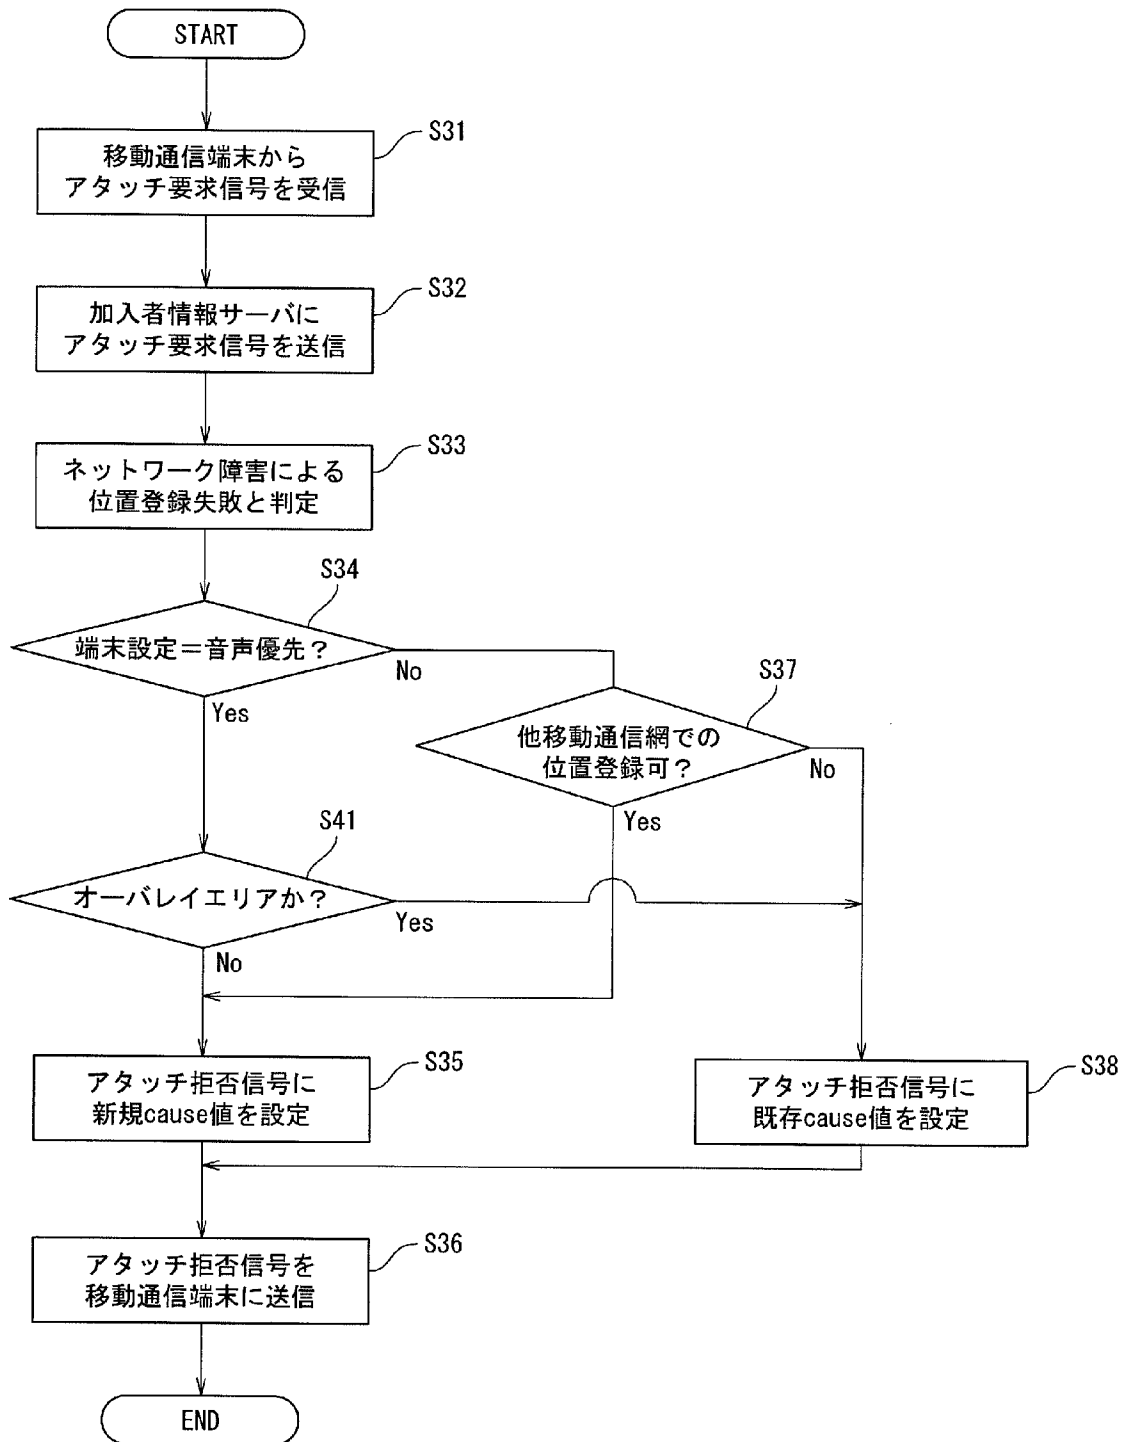 START
S31
移動通信端末から
アタッチ要求信号を受信
S32
加入者情報サーバに
アタッチ要求信号を送信
S33
ネットワーク障害による
位置登録失敗と判定
S34
端末設定＝音声優先？
No
Yes
S37
他移動通信網での
位置登録可？
No
Yes
S41
オーバレイエリアか？
Yes
No
S35
アタッチ拒否信号に
新規cause値を設定
S38
アタッチ拒否信号に
既存cause値を設定
S36
アタッチ拒否信号を
移動通信端末に送信
END